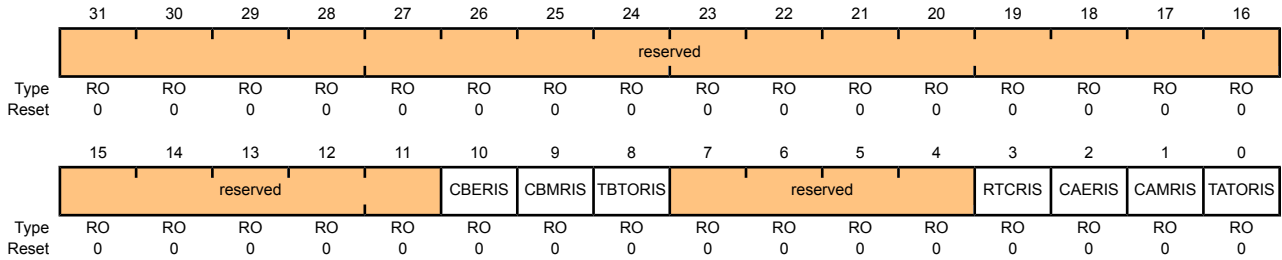 31 30 29 28 27 26 25 24 23 22 21 20 19 18 17 16
reserved
Type RO RO RO RO RO RO RO RO RO RO RO RO RO RO RO RO
Reset 0 0 0 0 0 0 0 0 0 0 0 0 0 0 0 0
15 14 13 12 11 10 9 8 7 6 5 4 3 2 1 0
reserved CBERIS CBMRIS TBTORIS reserved RTCRIS CAERIS CAMRIS TATORIS
Type RO RO RO RO RO RO RO RO RO RO RO RO RO RO RO RO
Reset 0 0 0 0 0 0 0 0 0 0 0 0 0 0 0 0